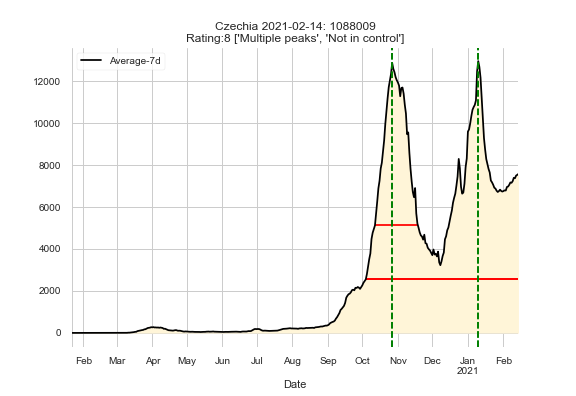 Czechia 2021-02-14: 1088009
Rating:8 ['Multiple peaks', 'Not in control']
Average-7d
12000
10000
8000
6000
4000
2000
0
Feb Mar Apr May Jun Jul Aug Sep Oct Nov Dec Jan Feb
2021
Date